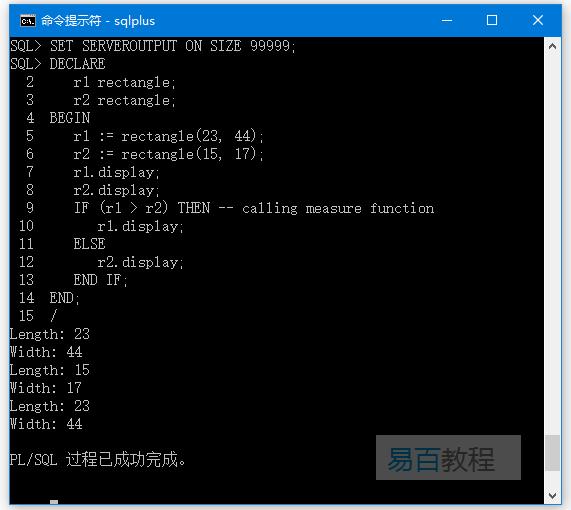 命令提示符 - sqlplus
SQL> SET SERVEROUTPUT ON SIZE 99999;
SQL> DECLARE
  2     r1 rectangle;
  3     r2 rectangle;
  4  BEGIN
  5     r1 := rectangle(23, 44);
  6     r2 := rectangle(15, 17);
  7     r1.display;
  8     r2.display;
  9     IF (r1 > r2) THEN -- calling measure function
 10        r1.display;
 11     ELSE
 12        r2.display;
 13     END IF;
 14  END;
 15  /
Length: 23
Width: 44
Length: 15
Width: 17
Length: 23
Width: 44
PL/SQL 过程已成功完成。
易百教程